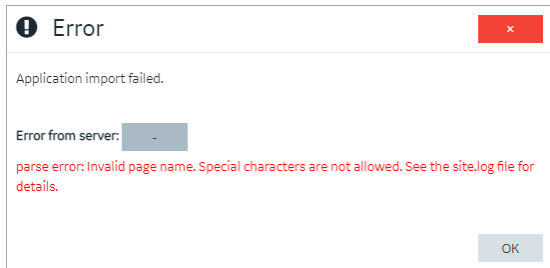 Error
×
Application import failed.
Error from server: -
parse error: Invalid page name. Special characters are not allowed. See the site.log file for
details.
OK